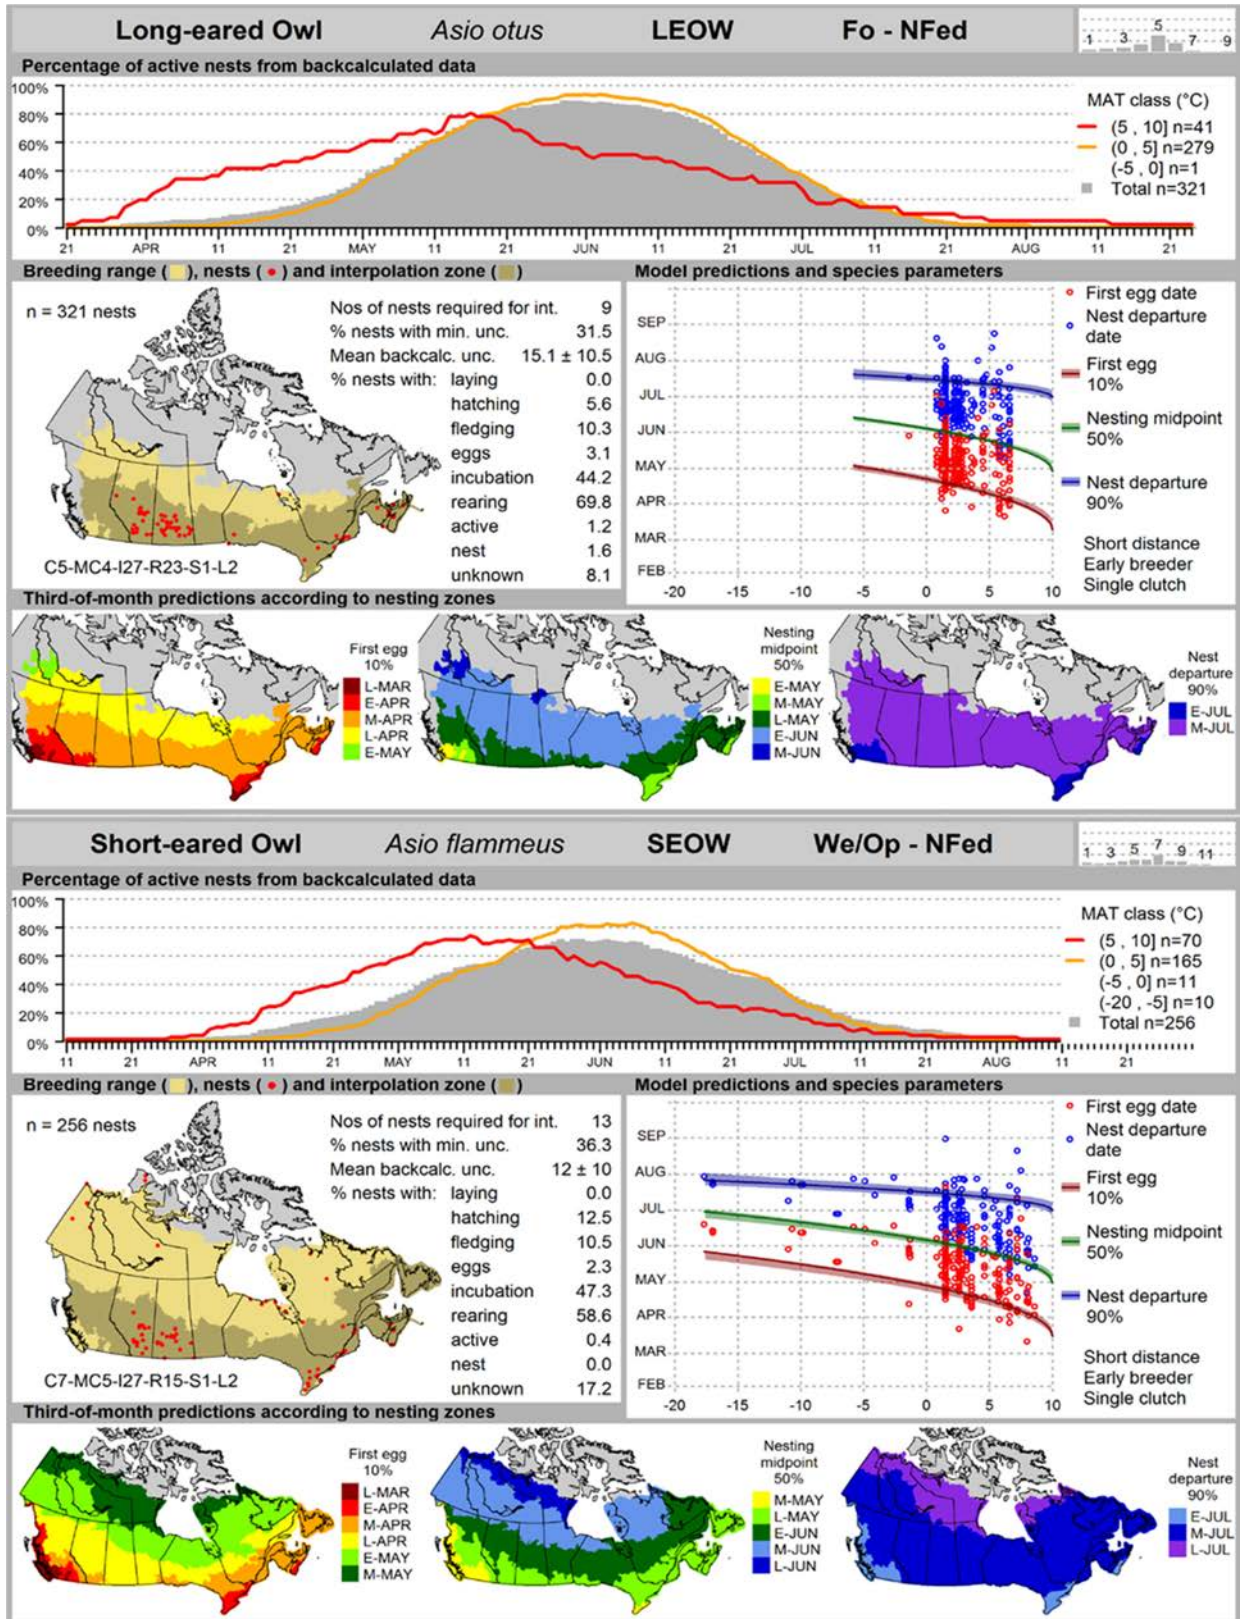 Long-eared Owl Asio otus LEOW Fo - NFed
1 3 5 7 9
Percentage of active nests from backcalculated data
100%
80%
60%
40%
20%
0%
21 APR 11 21 MAY 11 21 JUN 11 21 JUL 11 21 AUG 11 21
MAT class (°C)
(5 , 10] n=41
(0 , 5] n=279
(-5 , 0] n=1
Total n=321
Breeding range ( ), nests ( ) and interpolation zone ( )
n = 321 nests
Nos of nests required for int. 9
% nests with min. unc. 31.5
Mean backcalc. unc. 15.1 ± 10.5
% nests with: laying 0.0
hatching 5.6
fledging 10.3
eggs 3.1
incubation 44.2
rearing 69.8
active 1.2
nest 1.6
unknown 8.1
C5-MC4-I27-R23-S1-L2
Model predictions and species parameters
SEP
AUG
JUL
JUN
MAY
APR
MAR
FEB
-20 -15 -10 -5 0 5 10
First egg date
Nest departure
date
First egg
10%
Nesting midpoint
50%
Nest departure
90%
Short distance
Early breeder
Single clutch
Third-of-month predictions according to nesting zones
First egg
10%
L-MAR
E-APR
M-APR
L-APR
E-MAY
Nesting
midpoint
50%
E-MAY
M-MAY
L-MAY
E-JUN
M-JUN
Nest
departure
90%
E-JUL
M-JUL
Short-eared Owl Asio flammeus SEOW We/Op - NFed
1 3 5 7 9 11
Percentage of active nests from backcalculated data
100%
80%
60%
40%
20%
0%
11 21 APR 11 21 MAY 11 21 JUN 11 21 JUL 11 21 AUG 11 21
MAT class (°C)
(5 , 10] n=70
(0 , 5] n=165
(-5 , 0] n=11
(-20 , -5] n=10
Total n=256
Breeding range ( ), nests ( ) and interpolation zone ( )
n = 256 nests
Nos of nests required for int. 13
% nests with min. unc. 36.3
Mean backcalc. unc. 12 ± 10
% nests with: laying 0.0
hatching 12.5
fledging 10.5
eggs 2.3
incubation 47.3
rearing 58.6
active 0.4
nest 0.0
unknown 17.2
C7-MC5-I27-R15-S1-L2
Model predictions and species parameters
SEP
AUG
JUL
JUN
MAY
APR
MAR
FEB
-20 -15 -10 -5 0 5 10
First egg date
Nest departure
date
First egg
10%
Nesting midpoint
50%
Nest departure
90%
Short distance
Early breeder
Single clutch
Third-of-month predictions according to nesting zones
First egg
10%
L-MAR
E-APR
M-APR
L-APR
E-MAY
M-MAY
Nesting
midpoint
50%
M-MAY
L-MAY
E-JUN
M-JUN
L-JUN
Nest
departure
90%
E-JUL
M-JUL
L-JUL